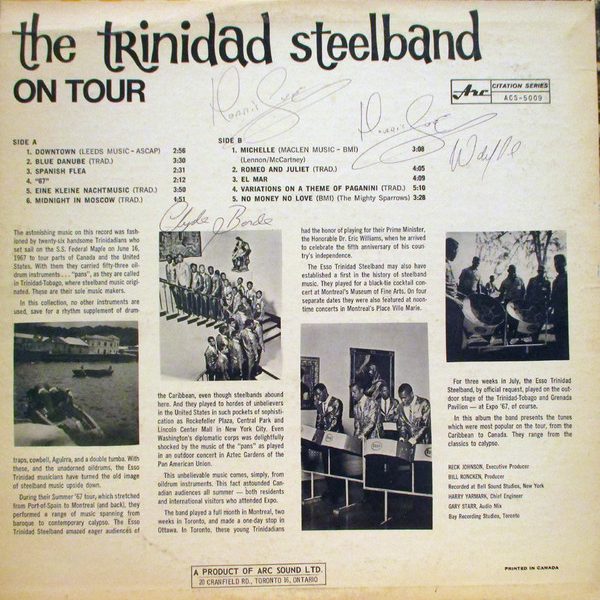 the trinidad steelband
ON TOUR
Arc
CITATION SERIES
ACS-5009
SIDE A
1. DOWNTOWN (LEEDS MUSIC-ASCAP) 2:56
2. BLUE DANUBE (TRAD.) 3:30
3. SPANISH FLEA 2:31
4. "67" 2:12
5. EINE KLEINE NACHTMUSIC (TRAD.) 3:50
6. MIDNIGHT IN MOSCOW (TRAD.) 4:51
SIDE B
1. MICHELLE (MACLEN MUSIC - BMI) 3:08
(Lennon/McCartney)
2. ROMEO AND JULIET (TRAD.) 4:05
3. EL MAR 4:09
4. VARIATIONS ON A THEME OF PAGANINI (TRAD.) 5:10
5. NO MONEY NO LOVE (BMI) (The Mighty Sparrows) 3:28
Clyde Borde
The astonishing music on this record was fash-
ioned by twenty-six handsome Trinidadians who
set sail on the S.S. Federal Maple on June 16,
1967 to tour parts of Canada and the United
States. With them they carried fifty-three oil-
drum instruments . . . "pans", as they are called
in Trinidad-Tobago, where steelband music origi-
nated. These are their sole music makers.
In this collection, no other instruments are
used, save for a rhythm supplement of drum-
traps, cowbell, Aguiira, and a double tumba. With
these, and the unadorned oildrums, the Esso
Trinidad musicians have turned the old image
of steelband music upside down.
During their Summer '67 tour, which stretched
from Port-of-Spain to Montreal (and back), they
performed a range of music spanning from
baroque to contemporary calypso. The Esso
Trinidad Steelband amazed eager audiences of
the Caribbean, even though steelbands abound
here. And they played to hordes of unbelievers
in the United States in such pockets of sophisti-
cation as Rockefeller Plaza, Central Park and
Lincoln Center Mall in New York City. Even
Washington's diplomatic corps was delightfully
shocked by the music of the "pans" as played
in an outdoor concert in Aztec Gardens of the
Pan American Union.
This unbelievable music comes, simply, from
oildrum instruments. This fact astounded Can-
adian audiences all summer — both residents
and international visitors who attended Expo.
The band played a full month in Montreal, two
weeks in Toronto, and made a one-day stop in
Ottawa. In Toronto, these young Trinidadians
had the honor of playing for their Prime Minister,
the Honorable Dr. Eric Williams, when he arrived
to celebrate the fifth anniversary of his coun-
try's independence.
The Esso Trinidad Steelband may also have
established a first in the history of steelband
music. They played for a black-tie cocktail con-
cert at Montreal's Museum of Fine Arts. On four
separate dates they were also featured at noon-
time concerts in Montreal's Place Ville Marie.
For three weeks in July, the Esso Trinidad
Steelband, by official request, played on the out-
door stage of the Trinidad-Tobago and Grenada
Pavilion — at Expo '67, of course.
In this album the band presents the tunes
which were most popular on the tour, from the
Caribbean to Canada. They range from the
classics to calypso.
RECK JOHNSON, Executive Producer
BILL RONCKEN, Producer
Recorded at Bell Sound Studios, New York
HARRY YARMARK, Chief Engineer
GARY STARR, Audio Mix
Bay Recording Studios, Toronto
A PRODUCT OF ARC SOUND LTD.
20 CRANFIELD RD., TORONTO 16, ONTARIO
PRINTED IN CANADA